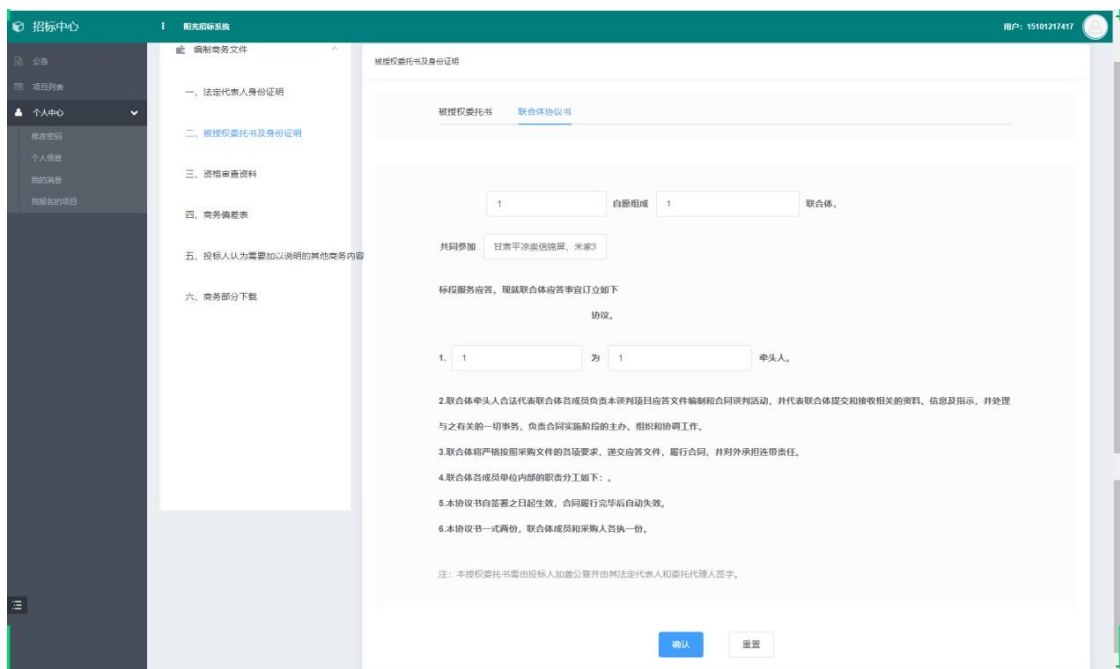 招标中心
阳光招标系统
用户：15101217417
公告
项目列表
个人中心
修改密码
个人信息
我的消息
我报名的项目
编制商务文件
一、法定代表人身份证明
二、被授权委托书及身份证明
三、资格审查资料
四、商务偏差表
五、投标人认为需要加以说明的其他商务内容
六、商务部分下载
被授权委托书及身份证明
被授权委托书 联合体协议书
1 自愿组成 1 联合体，
共同参加 甘肃平凉崇信锦屏、米家
标段服务应答。现就联合体应答事宜订立如下
协议。
1. 1 为 1 牵头人。
2.联合体牵头人合法代表联合体各成员负责本谈判项目应答文件编制和合同谈判活动，并代表联合体提交和接收相关的资料、信息及指示，并处理
与之有关的一切事务，负责合同实施阶段的主办、组织和协调工作。
3.联合体将严格按照采购文件的各项要求，递交应答文件，履行合同，并对外承担连带责任。
4.联合体各成员单位内部的职责分工如下：。
5.本协议书自签署之日起生效，合同履行完毕后自动失效。
6.本协议书一式两份，联合体成员和采购人各执一份。
注：本授权委托书需由投标人加盖公章并由其法定代表人和委托代理人签字。
确认 重置